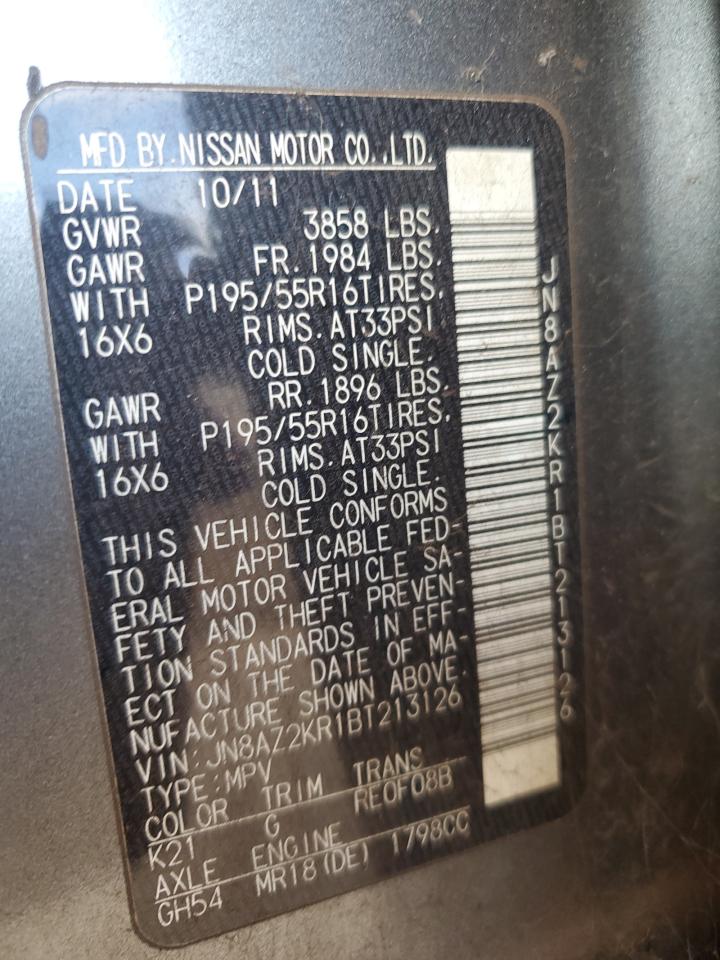 MFD BY.NISSAN MOTOR CO.,LTD.
DATE 10/11
GVWR 3858 LBS.
GAWR FR.1984 LBS.
WITH P195/55R16TIRES.
16X6 RIMS.AT33PSI
COLD SINGLE.
GAWR RR.1896 LBS.
WITH P195/55R16TIRES.
16X6 RIMS.AT33PSI
COLD SINGLE.
THIS VEHICLE CONFORMS
TO ALL APPLICABLE FED-
ERAL MOTOR VEHICLE SA-
FETY AND THEFT PREVEN-
TION STANDARDS IN EFF-
ECT ON THE DATE OF MA-
NUFACTURE SHOWN ABOVE.
VIN:JN8AZ2KR1BT213126
TYPE:MPV
COLOR TRIM TRANS
K21 G RE0F08B
AXLE ENGINE
GH54 MR18(DE) 1798CC
JN8AZ2KR1BT213126